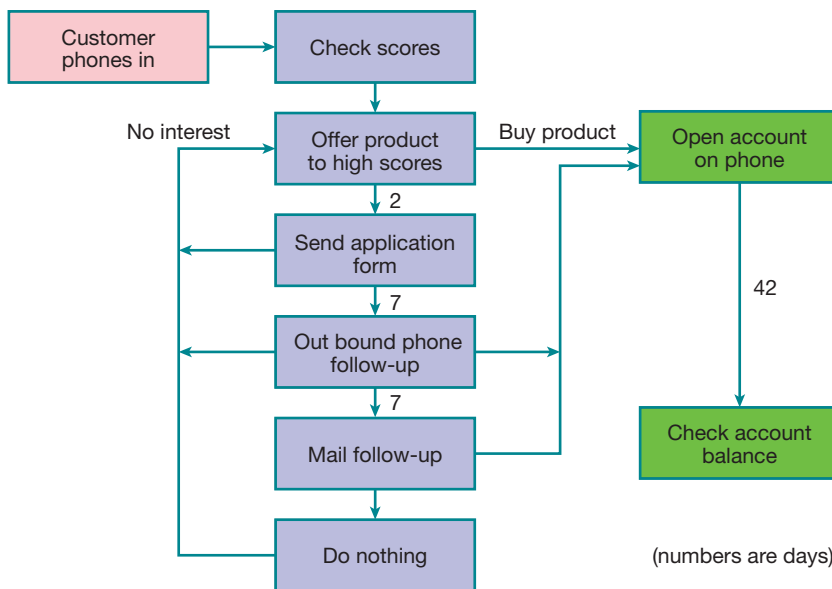 Customer
phones in
Check scores
No interest
Offer product
to high scores
Buy product
Open account
on phone
2
Send application
form
7
42
Out bound phone
follow-up
7
Mail follow-up
Check account
balance
Do nothing
(numbers are days)